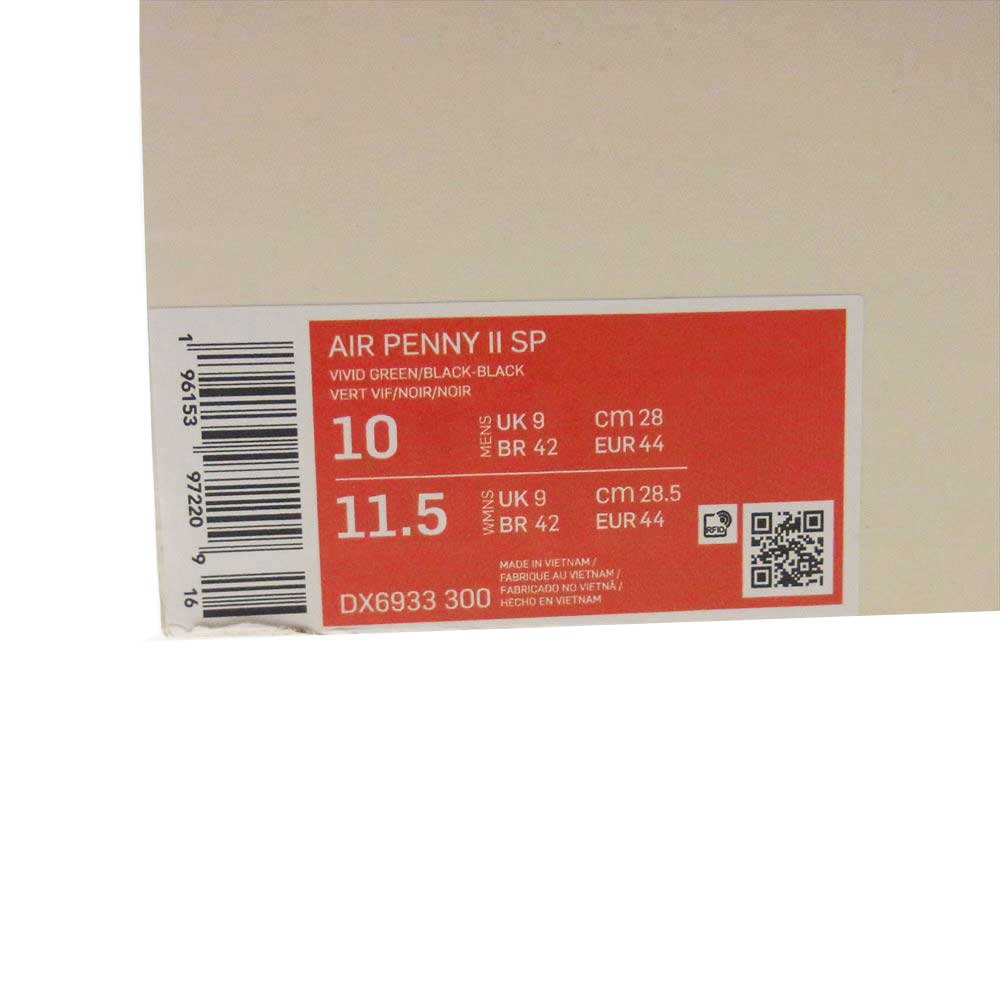 AIR PENNY II SP
VIVID GREEN/BLACK-BLACK
VERT VIF/NOIR/NOIR
10 MENS UK 9 CM 28
BR 42 EUR 44
11.5 WMNS UK 9 CM 28.5
BR 42 EUR 44
RFID
DX6933 300
MADE IN VIETNAM /
FABRIQUE AU VIETNAM /
FABRICADO NO VIETNÃ /
HECHO EN VIETNAM
1 96153 97220 9 16